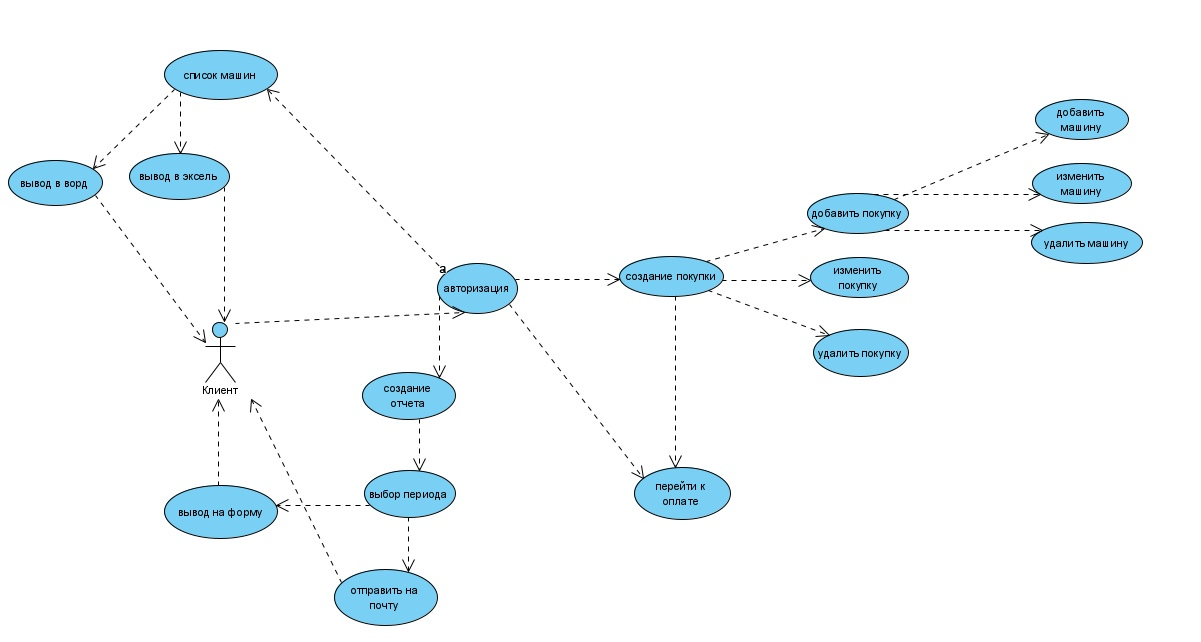 список машин
вывод в ворд
вывод в эксель
добавить
машину
изменить
машину
добавить покупку
удалить машину
a
авторизация
создание покупки
изменить
покупку
удалить покупку
Клиент
создание
отчета
выбор периода
перейти к
оплате
вывод на форму
отправить на
почту